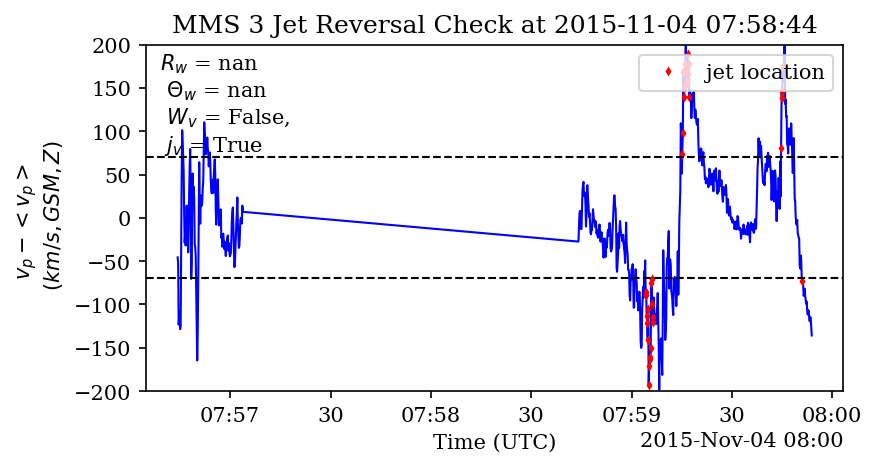 MMS 3 Jet Reversal Check at 2015-11-04 07:58:44
R_w = nan
Θ_w = nan
W_v = False,
j_v = True
jet location
v_p − <v_p>
(km/s, GSM, Z)
200
150
100
50
0
−50
−100
−150
−200
07:57
30
07:58
30
07:59
30
08:00
Time (UTC)
2015-Nov-04 08:00